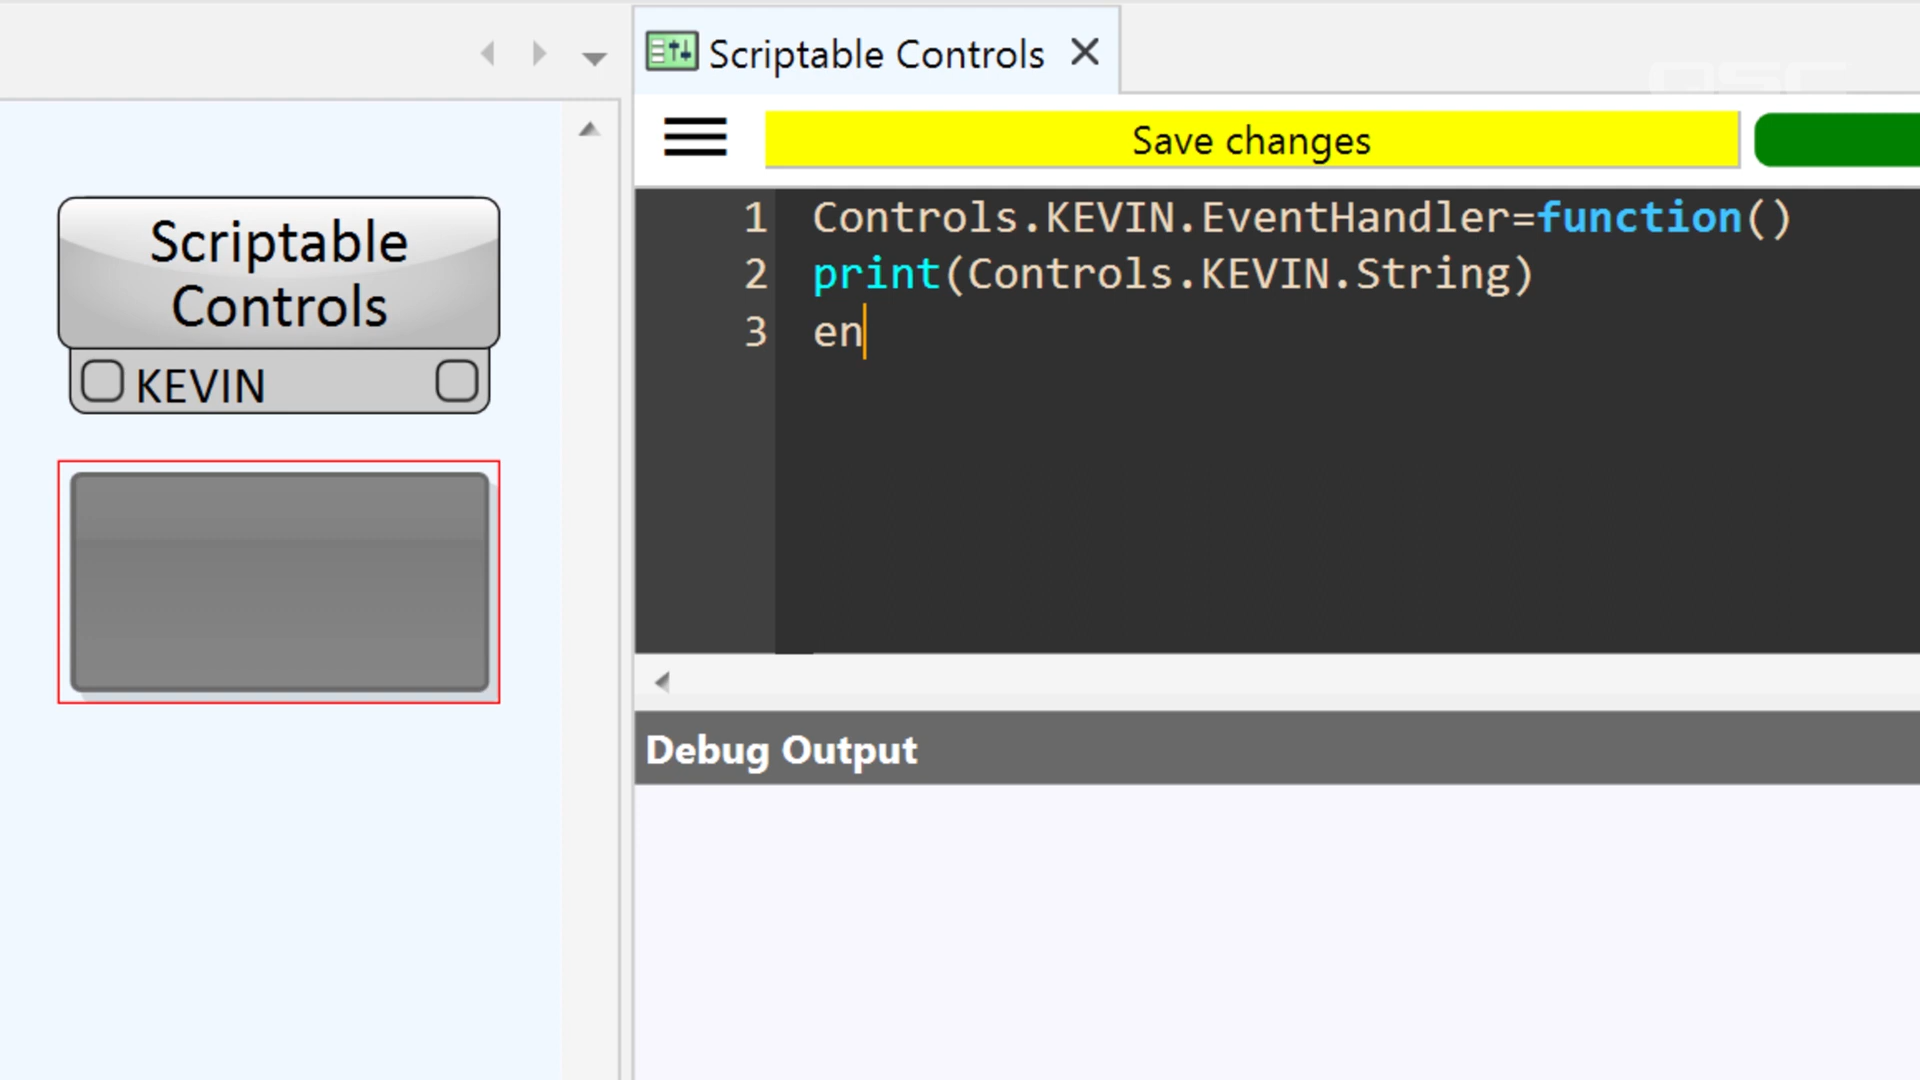 Scriptable Controls
QSC
Save changes
Scriptable
Controls
KEVIN
1 Controls.KEVIN.EventHandler=function()
2 print(Controls.KEVIN.String)
3 en
Debug Output